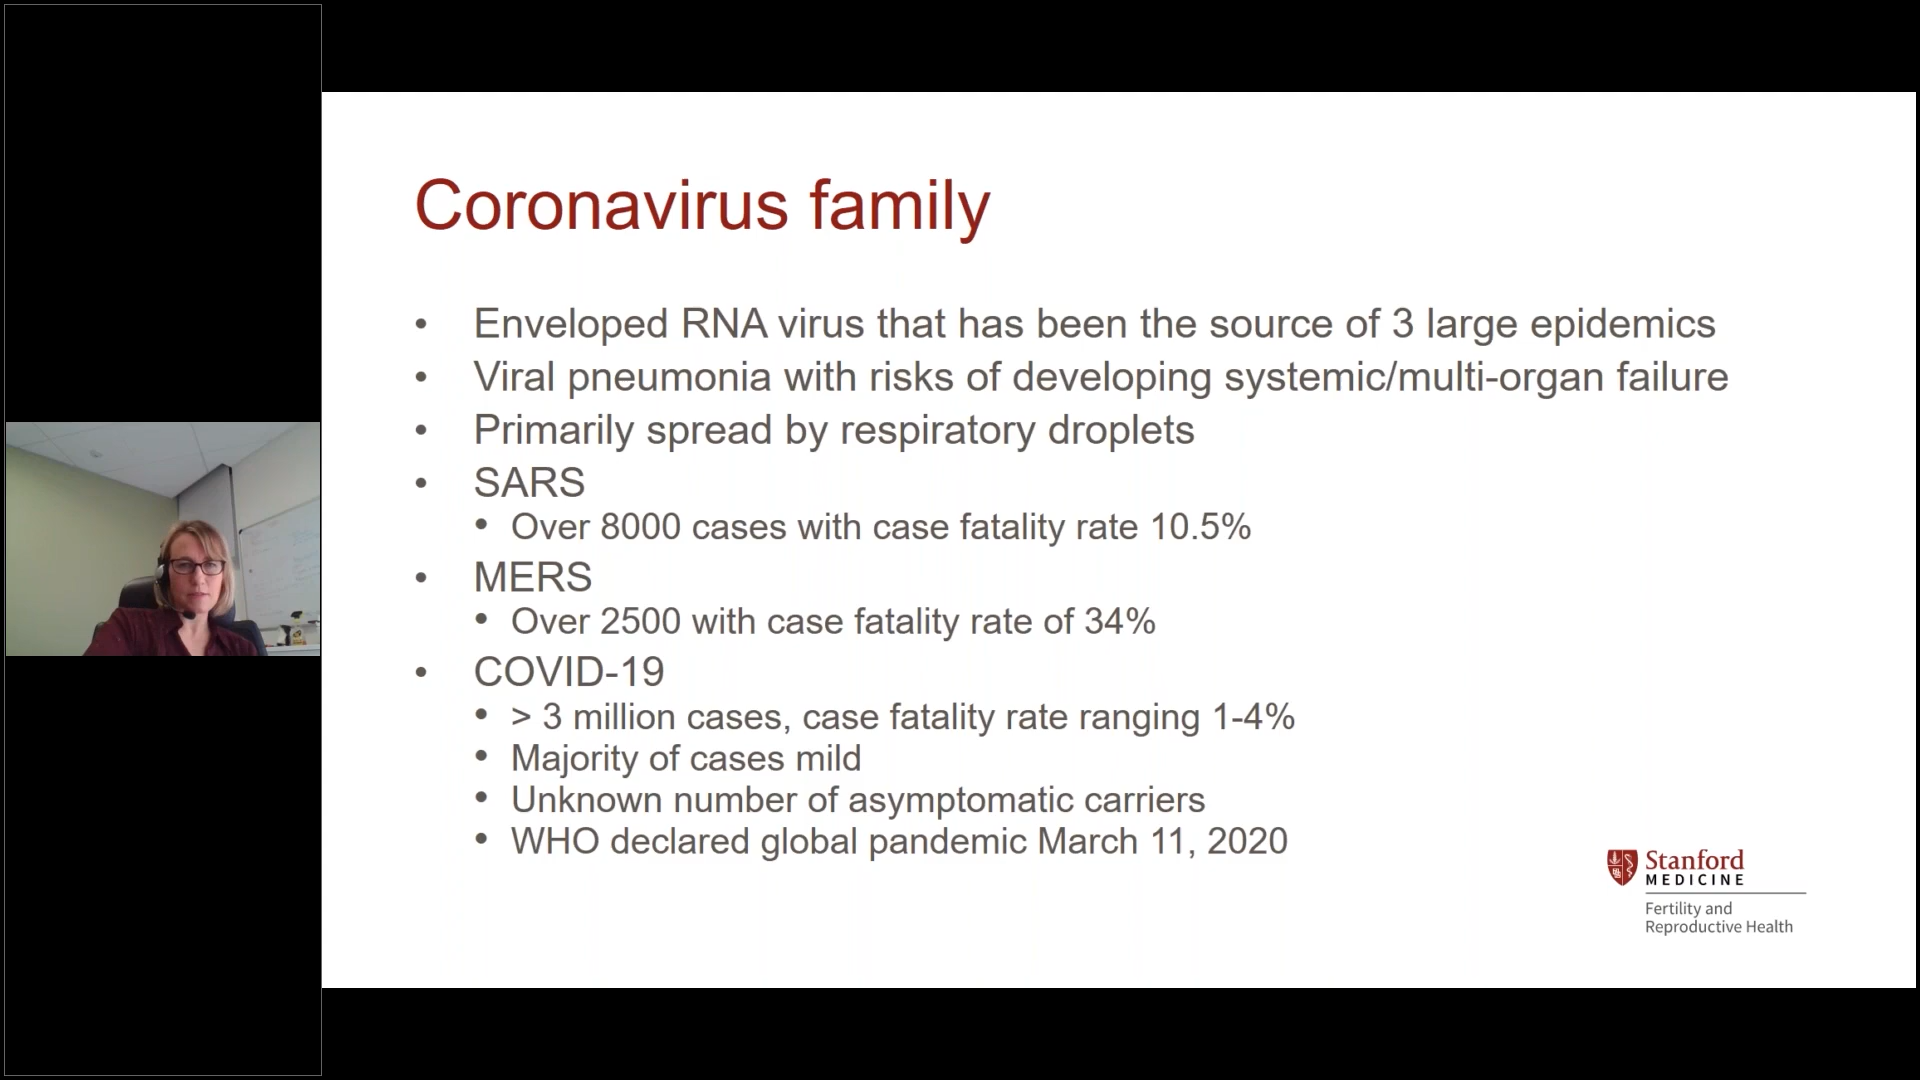 Coronavirus family
• Enveloped RNA virus that has been the source of 3 large epidemics
• Viral pneumonia with risks of developing systemic/multi-organ failure
• Primarily spread by respiratory droplets
• SARS
• Over 8000 cases with case fatality rate 10.5%
• MERS
• Over 2500 with case fatality rate of 34%
• COVID-19
• > 3 million cases, case fatality rate ranging 1-4%
• Majority of cases mild
• Unknown number of asymptomatic carriers
• WHO declared global pandemic March 11, 2020
Stanford
MEDICINE
Fertility and
Reproductive Health